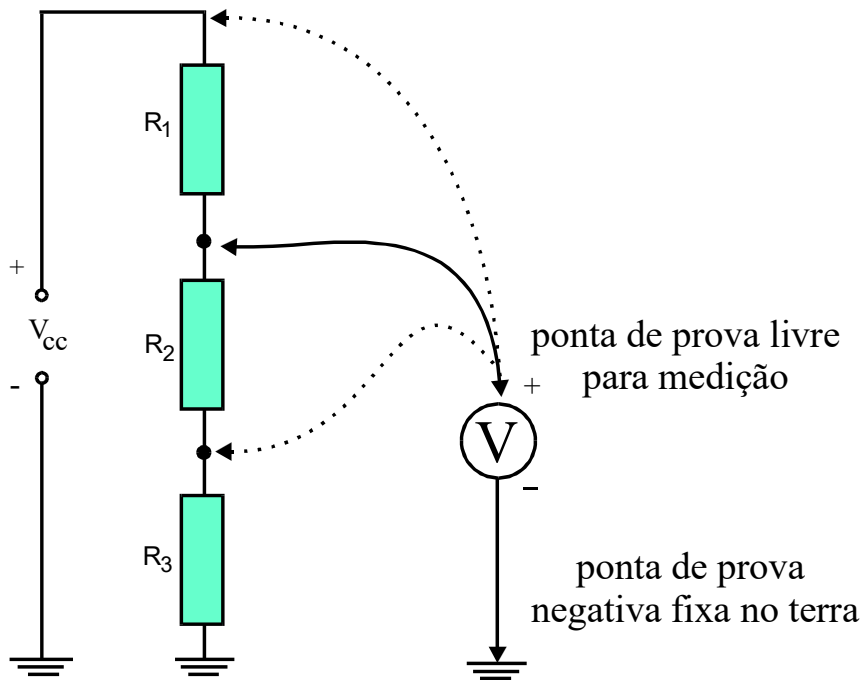 R1
+
Vcc
-
R2
ponta de prova livre
para medição
+
V
-
R3
ponta de prova
negativa fixa no terra